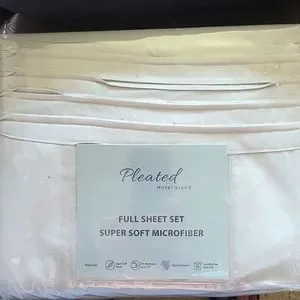 Pleated
Hotel Grand
FULL SHEET SET
SUPER SOFT MICROFIBER